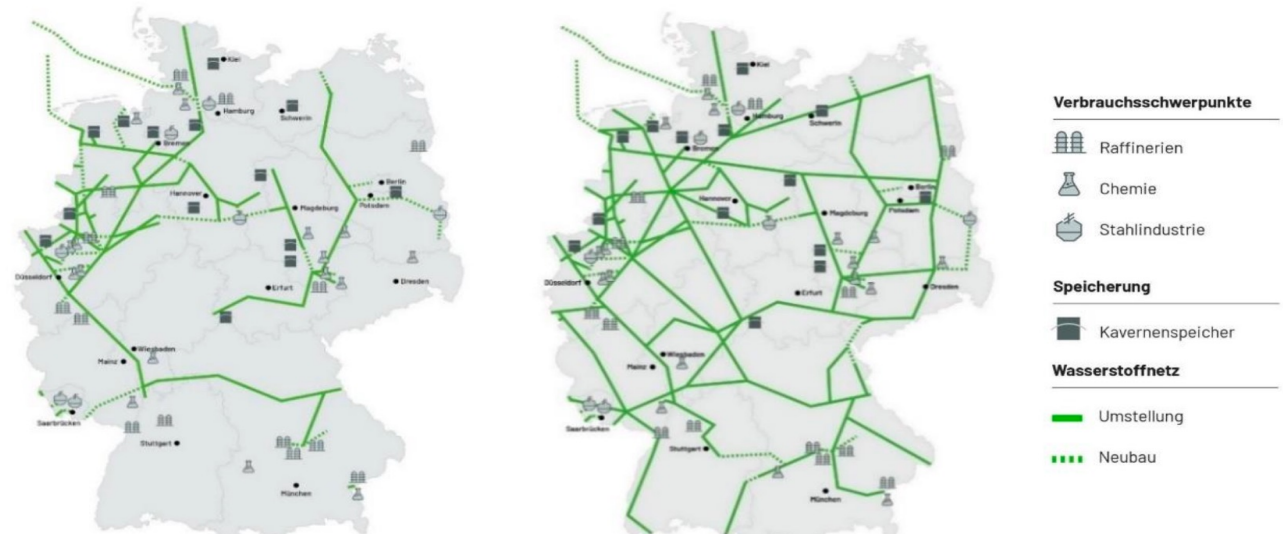 Kiel
Hamburg
Schwerin
Bremen
Hannover
Berlin
Potsdam
Magdeburg
Düsseldorf
Erfurt
Dresden
Wiesbaden
Mainz
Saarbrücken
Stuttgart
München
Kiel
Hamburg
Schwerin
Bremen
Hannover
Berlin
Potsdam
Magdeburg
Düsseldorf
Erfurt
Dresden
Wiesbaden
Mainz
Saarbrücken
Stuttgart
München
Verbrauchsschwerpunkte
Raffinerien
Chemie
Stahlindustrie
Speicherung
Kavernenspeicher
Wasserstoffnetz
Umstellung
Neubau